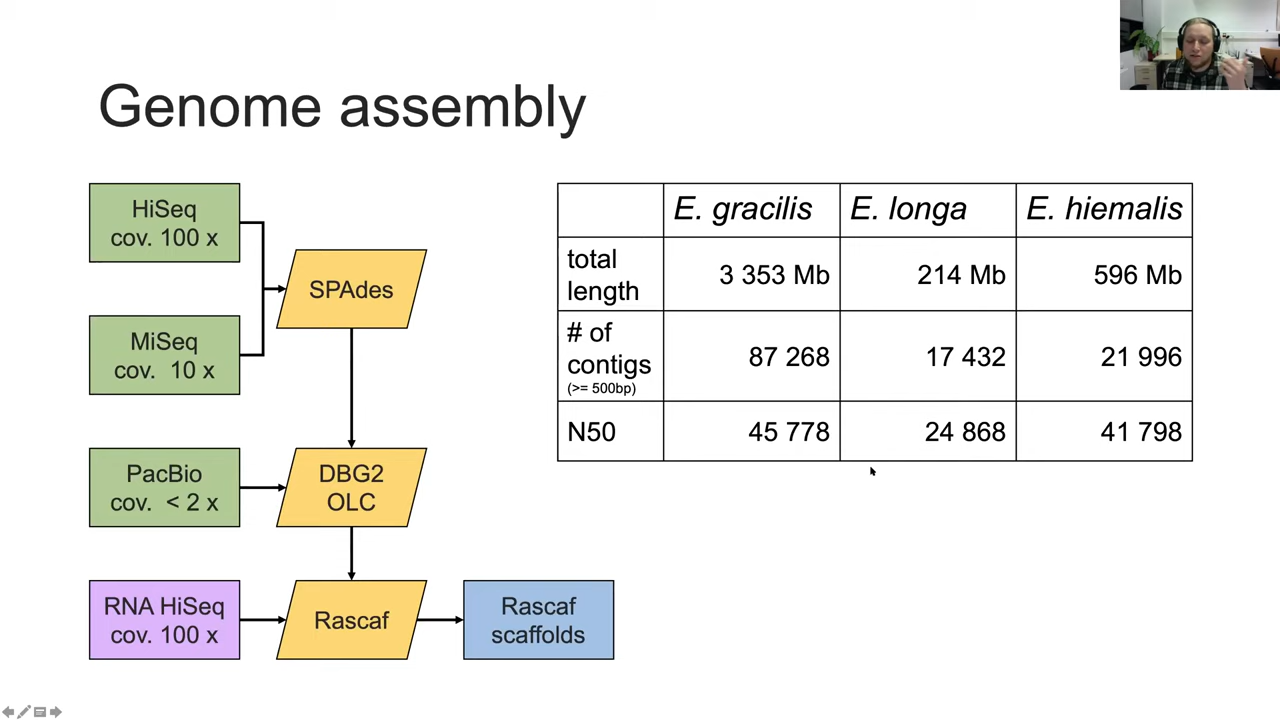 Genome assembly
HiSeq
cov. 100 x
MiSeq
cov. 10 x
SPAdes
PacBio
cov. < 2 x
DBG2
OLC
RNA HiSeq
cov. 100 x
Rascaf
Rascaf
scaffolds
E. gracilis E. longa E. hiemalis
total
length
3 353 Mb 214 Mb 596 Mb
# of
contigs
(>= 500bp)
87 268 17 432 21 996
N50 45 778 24 868 41 798